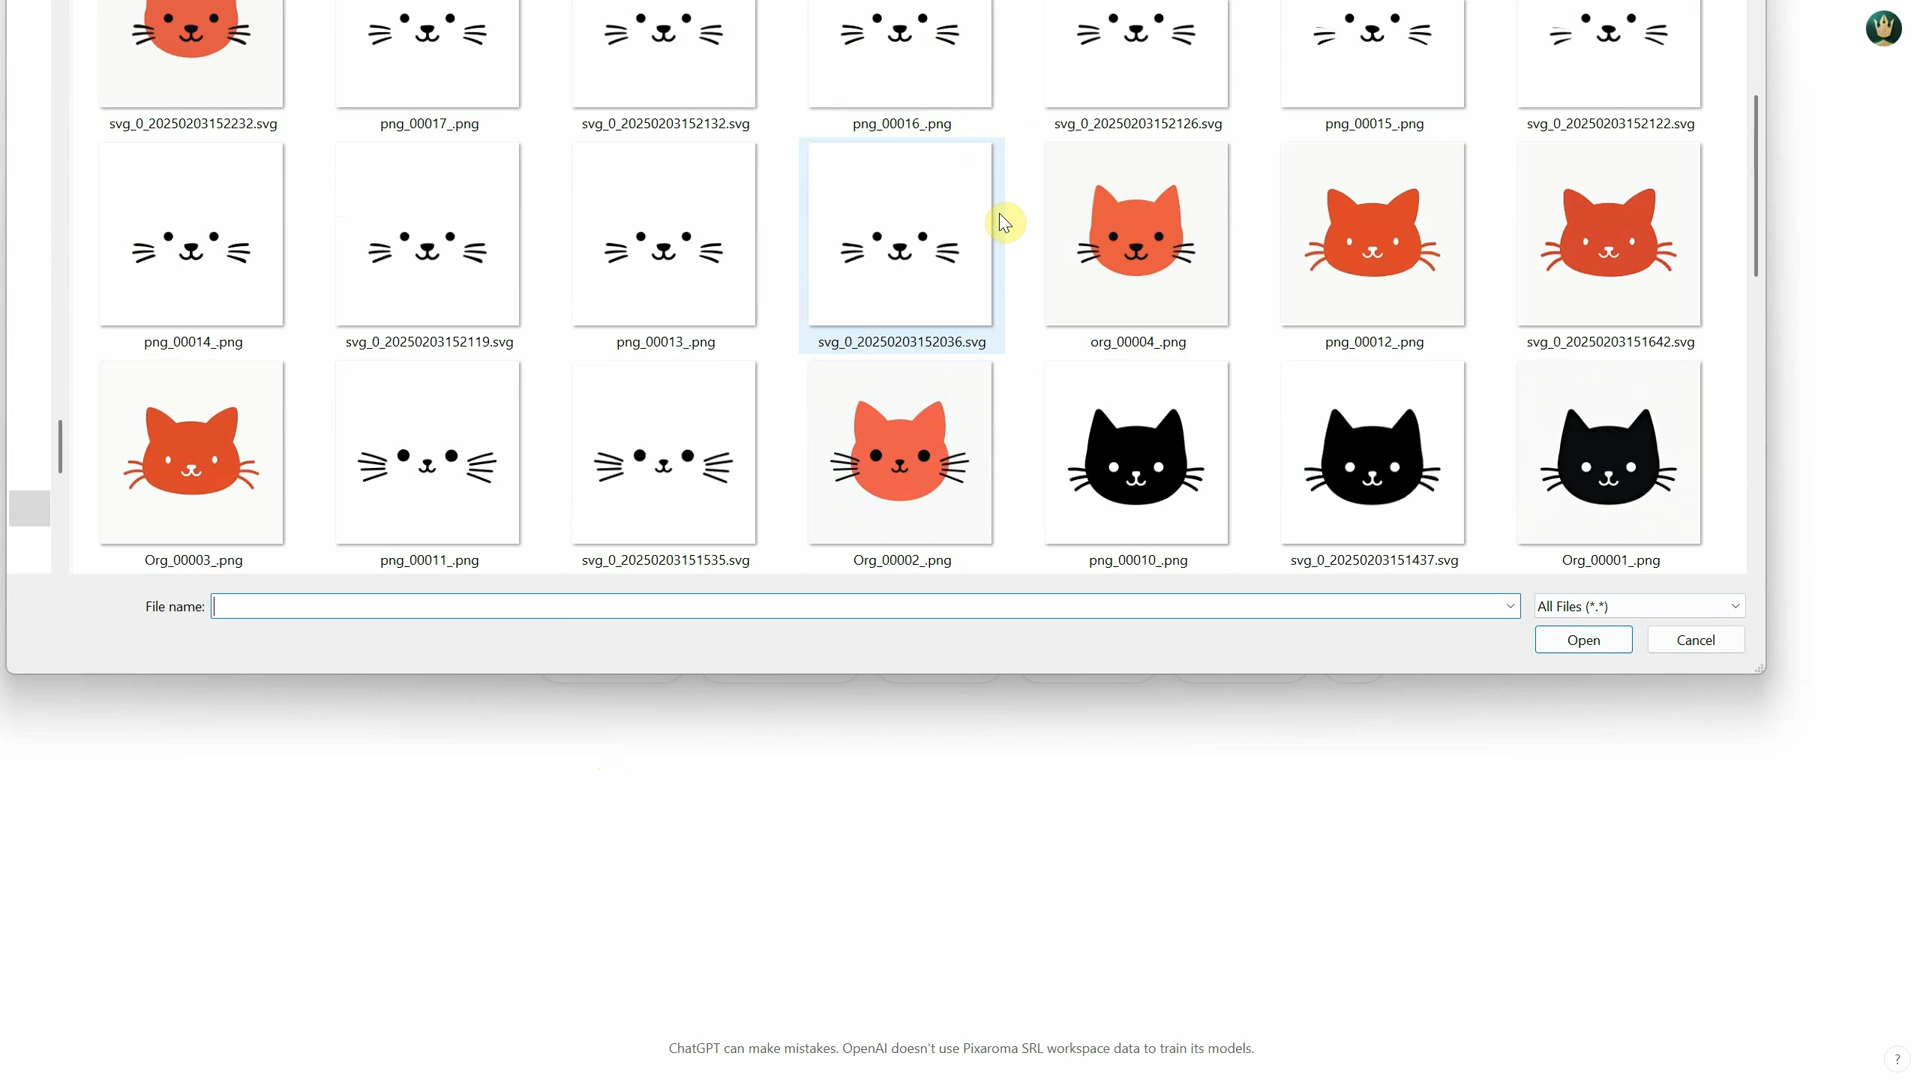 svg_0_20250203152232.svg
png_00017_.png
svg_0_20250203152132.svg
png_00016_.png
svg_0_20250203152126.svg
png_00015_.png
svg_0_20250203152122.svg
png_00014_.png
svg_0_20250203152119.svg
png_00013_.png
svg_0_20250203152036.svg
org_00004_.png
png_00012_.png
svg_0_20250203151642.svg
Org_00003_.png
png_00011_.png
svg_0_20250203151535.svg
Org_00002_.png
png_00010_.png
svg_0_20250203151437.svg
Org_00001_.png
File name:
All Files (*.*)
Open
Cancel
ChatGPT can make mistakes. OpenAI doesn't use Pixaroma SRL workspace data to train its models.
?